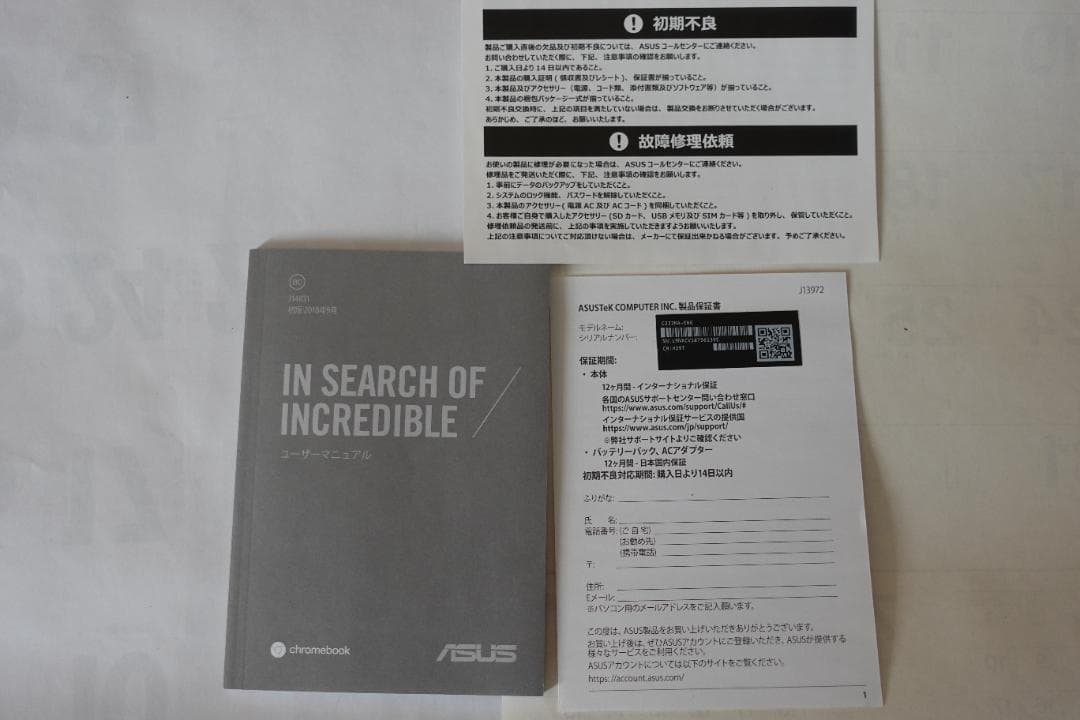 初期不良
製品ご購入直後の欠品及び初期不良については、ASUSコールセンターにご連絡ください。
お問い合わせしていただく際に、下記、注意事項の確認をお願いします。
1. ご購入日より14日以内であること。
2. 本製品の購入証明(領収書及びレシート)、保証書が揃っていること。
3. 本製品及びアクセサリー(電源、コード類、添付書類及びソフトウェア等)が揃っていること。
4. 本製品の梱包パッケージ一式が揃っていること。
初期不良交換時に、上記の項目を満たしていない場合は、製品交換をお断りさせていただく場合がございます。
あらかじめ、ご了承のほど、お願いいたします。
故障修理依頼
お使いの製品に修理が必要になった場合は、ASUSコールセンターにご連絡ください。
修理品をご発送いただく際に、下記、注意事項の確認をお願いします。
1. 事前にデータのバックアップをしていただくこと。
2. システムのロック機能、パスワードを解除していただくこと。
3. 本製品のアクセサリー(電源AC及びACコード)を同梱していただくこと。
4. お客様ご自身で購入したアクセサリー(SDカード、USBメモリ及びSIMカード等)を取り外し、保管していただくこと。
修理依頼品の発送前に、上記の事項を実施していただきますようお願いいたします。
上記の注意事項についてご対応頂けない場合は、メーカーにて保証出来かねる場合がございます。予めご了承ください。
BC
J14031
初版 2018年9月
IN SEARCH OF
INCREDIBLE
ユーザーマニュアル
chromebook
ASUS
J13972
ASUSTeK COMPUTER INC. 製品保証書
モデルネーム:
シリアルナンバー:
保証期間:
・本体
12ヶ月間 - インターナショナル保証
各国のASUSサポートセンター問い合わせ窓口
https://www.asus.com/support/CallUs/#
インターナショナル保証サービスの提供国
https://www.asus.com/jp/support/
※弊社サポートサイトよりご確認ください
・バッテリーパック、ACアダプター
12ヶ月間 - 日本国内保証
初期不良対応期間: 購入日より14日以内
ふりがな:
氏 名:
電話番号: (ご自宅)
(お勤め先)
(携帯電話)
〒:
住所:
Eメール:
※パソコン用のメールアドレスをご記入願います。
この度は、ASUS製品をお買い上げいただきありがとうございます。
お買い上げ後は、ぜひASUSアカウントにご登録いただき、ASUSが提供する
様々なサービスをご利用ください。
ASUSアカウントについては以下のサイトをご覧ください。
https://account.asus.com/
1